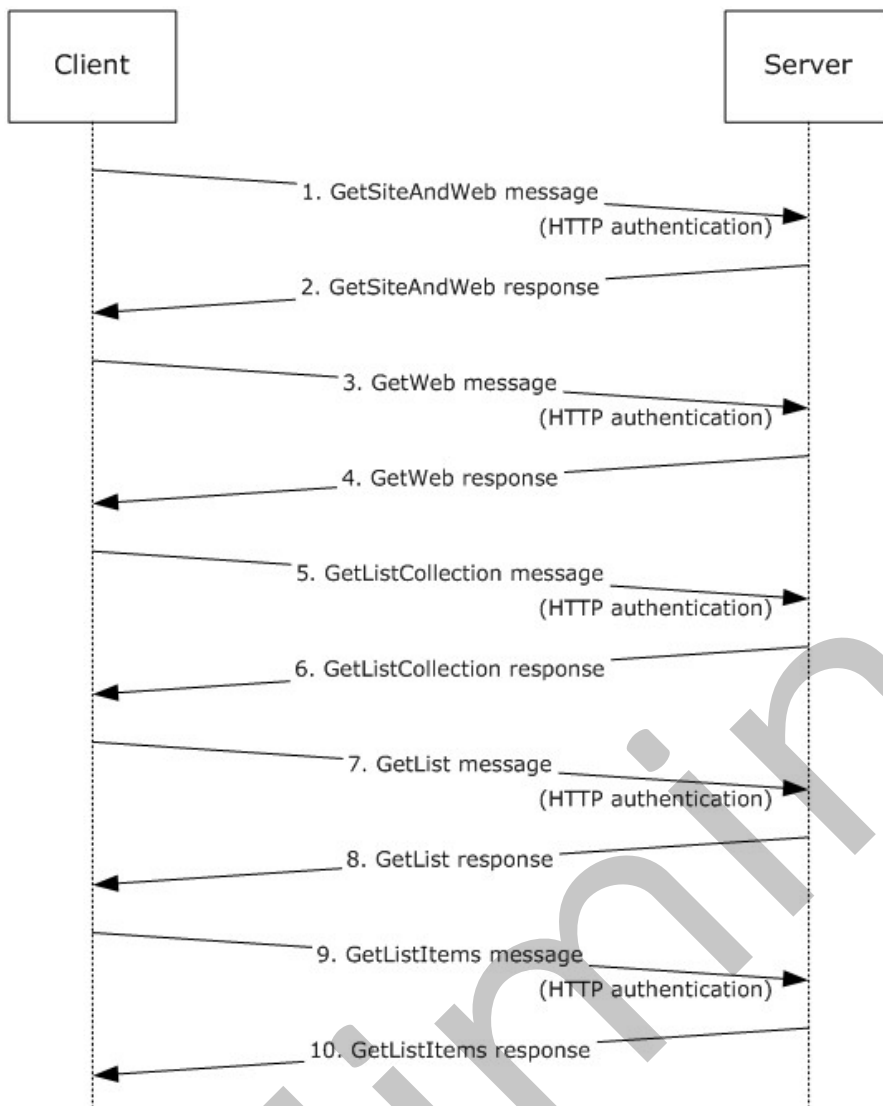 Client
Server
1. GetSiteAndWeb message
(HTTP authentication)
2. GetSiteAndWeb response
3. GetWeb message
(HTTP authentication)
4. GetWeb response
5. GetListCollection message
(HTTP authentication)
6. GetListCollection response
7. GetList message
(HTTP authentication)
8. GetList response
9. GetListItems message
(HTTP authentication)
10. GetListItems response